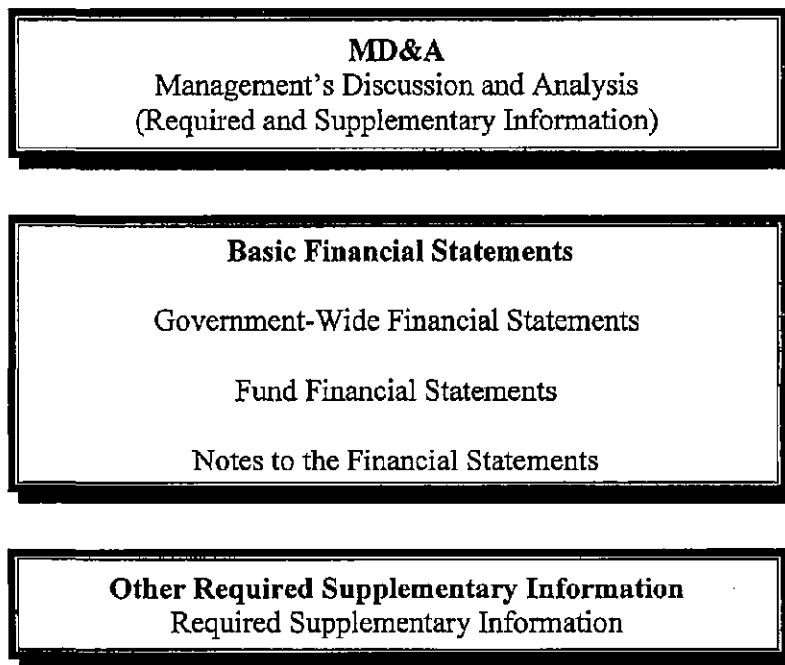 MD&A
Management's Discussion and Analysis
(Required and Supplementary Information)
Basic Financial Statements
Government-Wide Financial Statements
Fund Financial Statements
Notes to the Financial Statements
Other Required Supplementary Information
Required Supplementary Information